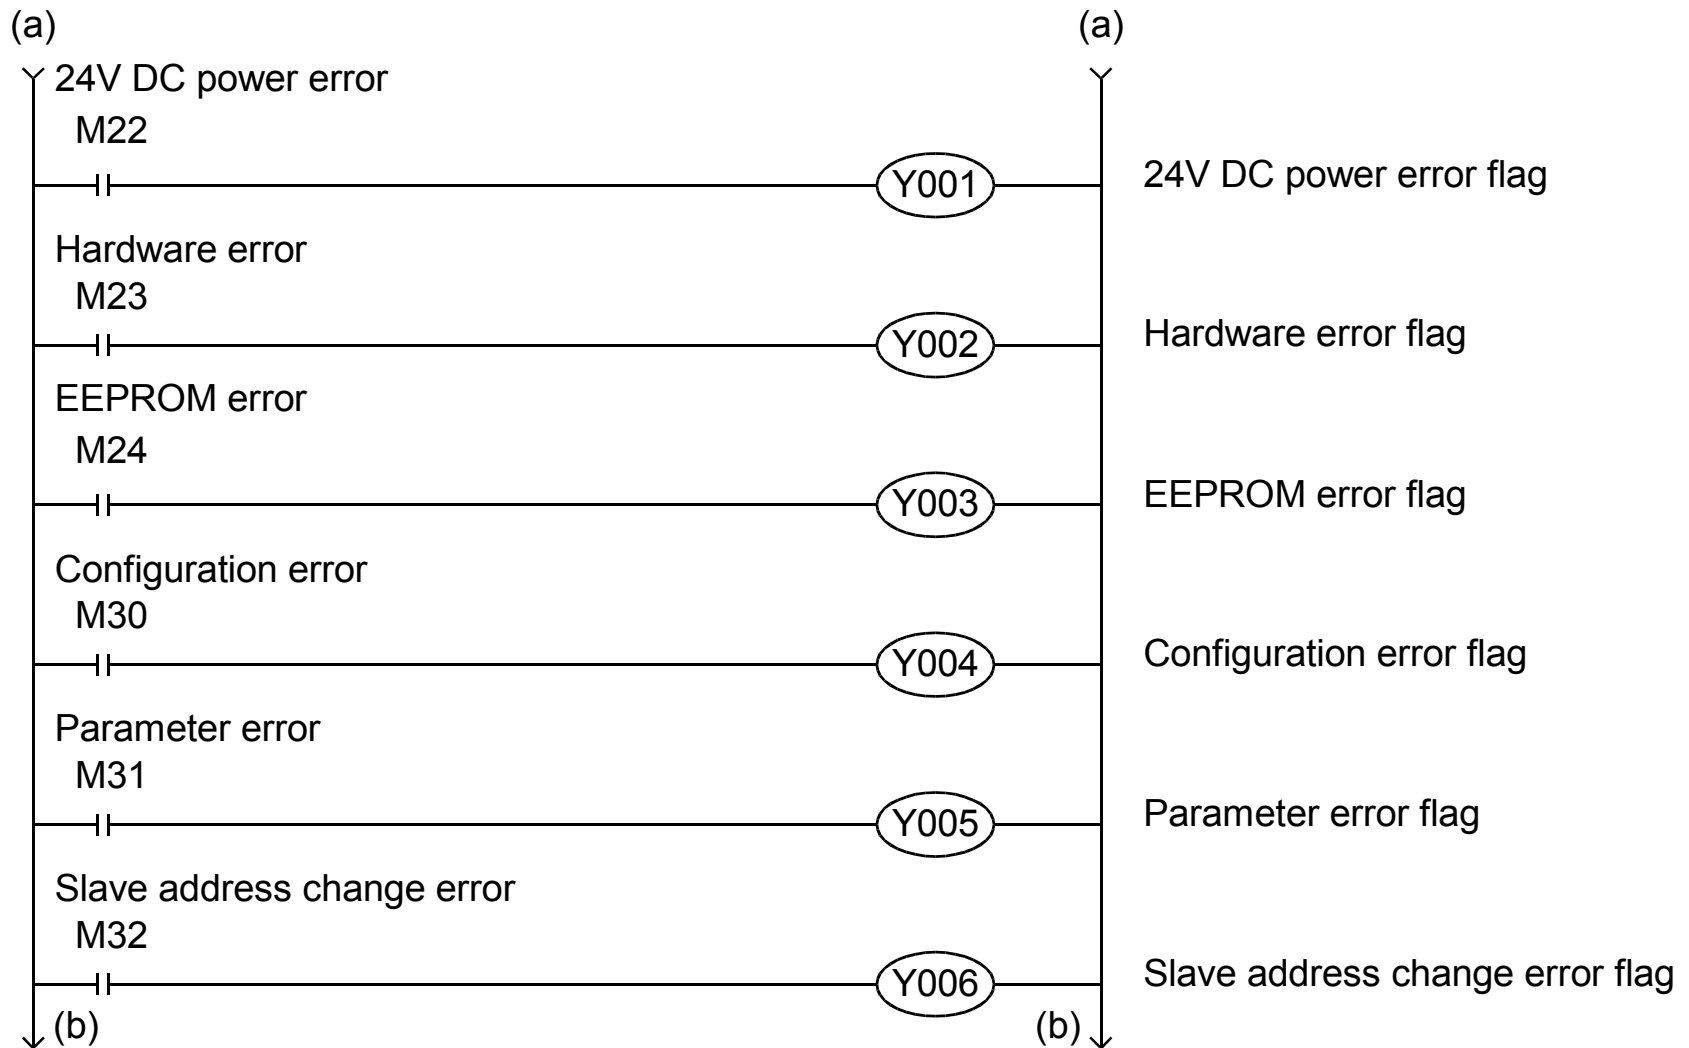 (a)
(a)
24V DC power error
M22
Y001
24V DC power error flag
Hardware error
M23
Y002
Hardware error flag
EEPROM error
M24
Y003
EEPROM error flag
Configuration error
M30
Y004
Configuration error flag
Parameter error
M31
Y005
Parameter error flag
Slave address change error
M32
Y006
Slave address change error flag
(b)
(b)